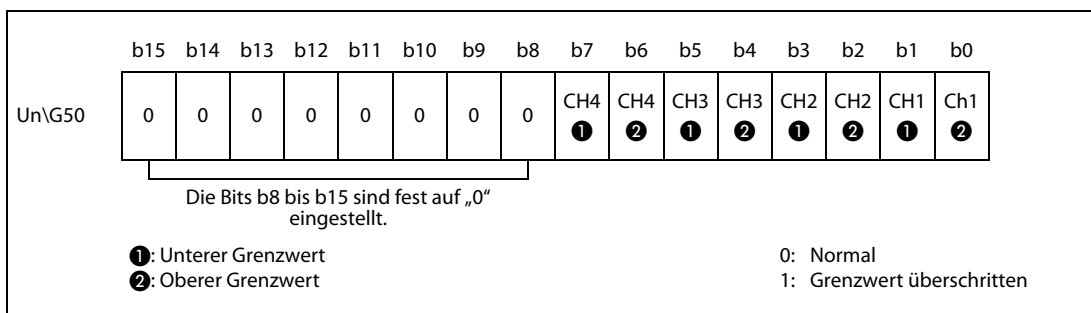 b15 b14 b13 b12 b11 b10 b9 b8 b7 b6 b5 b4 b3 b2 b1 b0
Un\G50 0 0 0 0 0 0 0 0 CH4 ❶ CH4 ❷ CH3 ❶ CH3 ❷ CH2 ❶ CH2 ❷ CH1 ❶ Ch1 ❷
Die Bits b8 bis b15 sind fest auf „0“
eingestellt.
❶: Unterer Grenzwert
❷: Oberer Grenzwert
0: Normal
1: Grenzwert überschritten